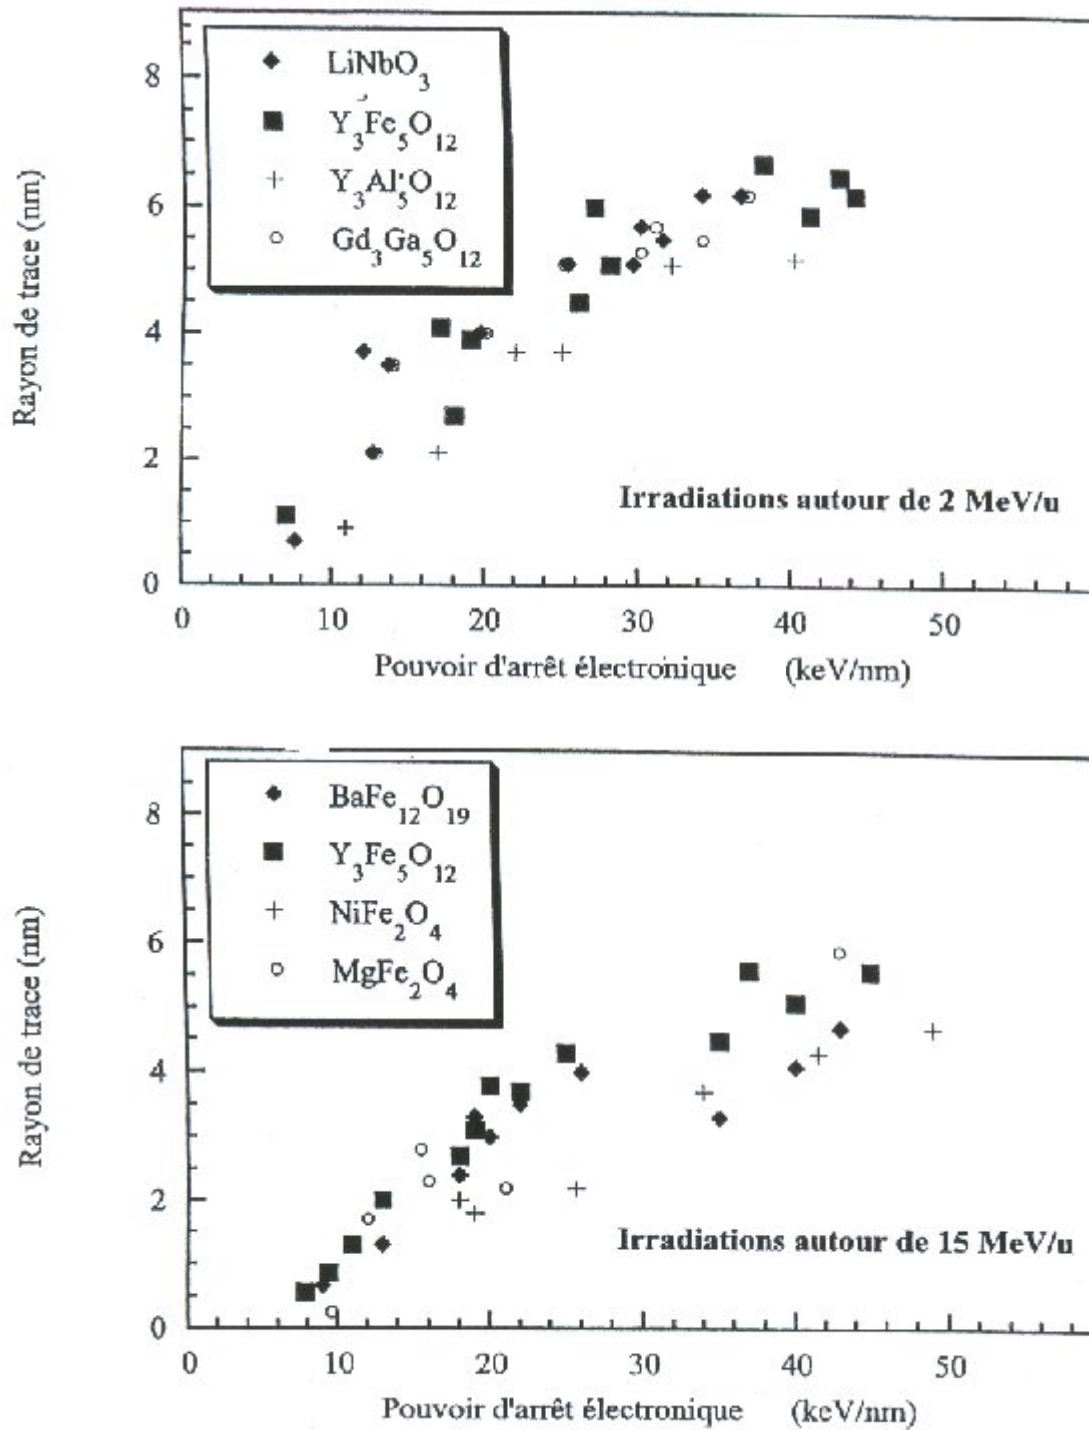 8
6
4
2
0
Rayon de trace (nm)
LiNbO3
Y3Fe5O12
Y3Al5O12
Gd3Ga5O12
Irradiations autour de 2 MeV/u
0 10 20 30 40 50
Pouvoir d'arrêt électronique (keV/nm)
8
6
4
2
0
Rayon de trace (nm)
BaFe12O19
Y3Fe5O12
NiFe2O4
MgFe2O4
Irradiations autour de 15 MeV/u
0 10 20 30 40 50
Pouvoir d'arrêt électronique (keV/nm)